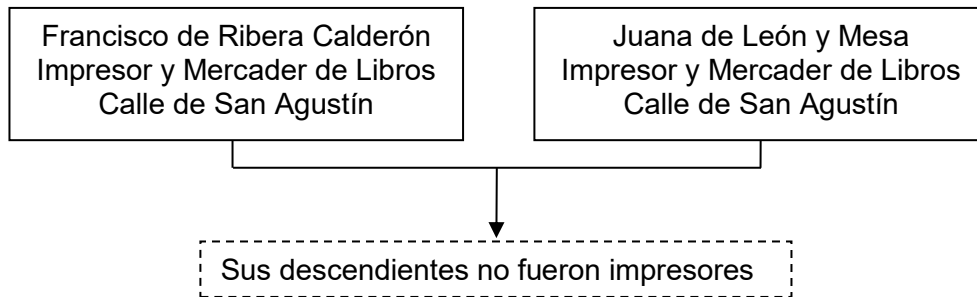 Francisco de Ribera Calderón
Impresor y Mercader de Libros
Calle de San Agustín
Juana de León y Mesa
Impresor y Mercader de Libros
Calle de San Agustín
Sus descendientes no fueron impresores